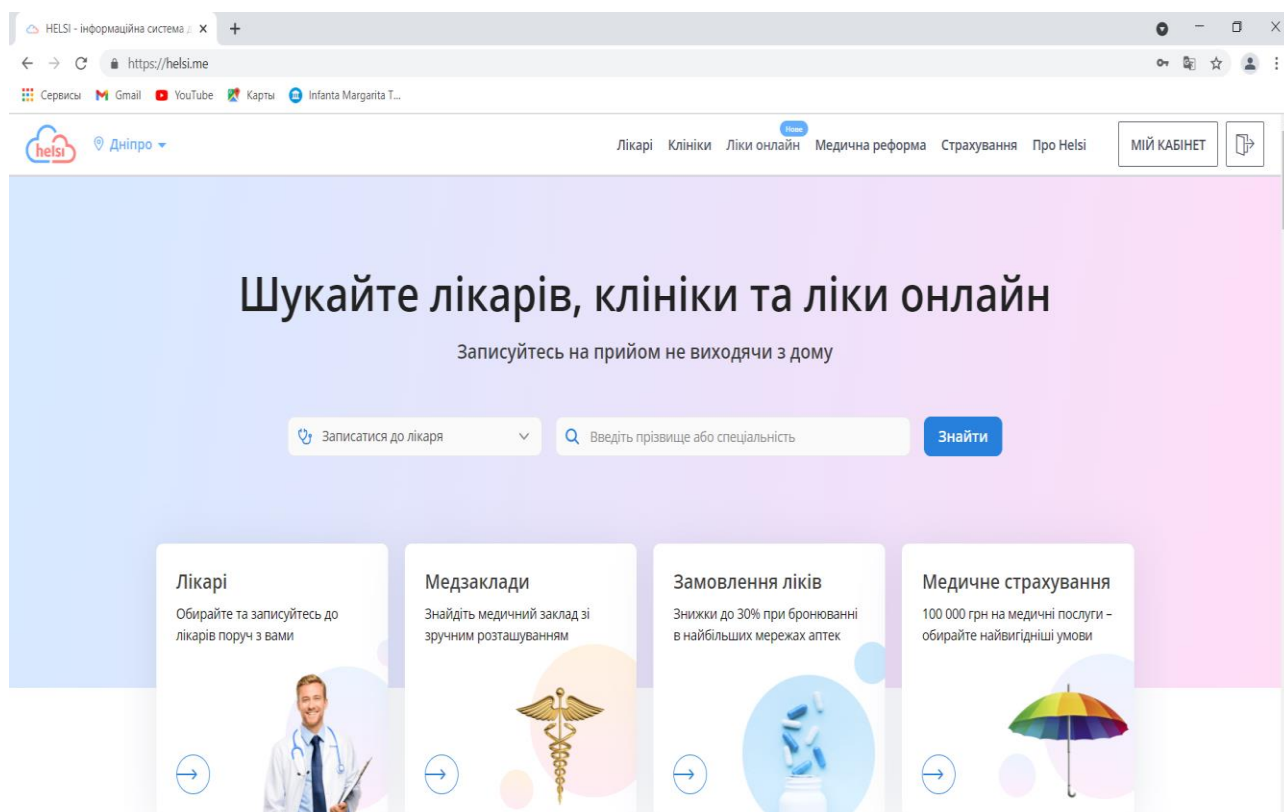 HELSI - інформаційна система д
https://helsi.me
Сервисы Gmail YouTube Карты Infanta Margarita T...
helsi
Дніпро
Лікарі Клініки Ліки онлайн Нове Медична реформа Страхування Про Helsi МІЙ КАБІНЕТ
Шукайте лікарів, клініки та ліки онлайн
Записуйтесь на прийом не виходячи з дому
Записатися до лікаря
Введіть прізвище або спеціальність
Знайти
Лікарі
Обирайте та записуйтесь до
лікарів поруч з вами
Медзаклади
Знайдіть медичний заклад зі
зручним розташуванням
Замовлення ліків
Знижки до 30% при бронюванні
в найбільших мережах аптек
Медичне страхування
100 000 грн на медичні послуги –
обирайте найвигідніші умови